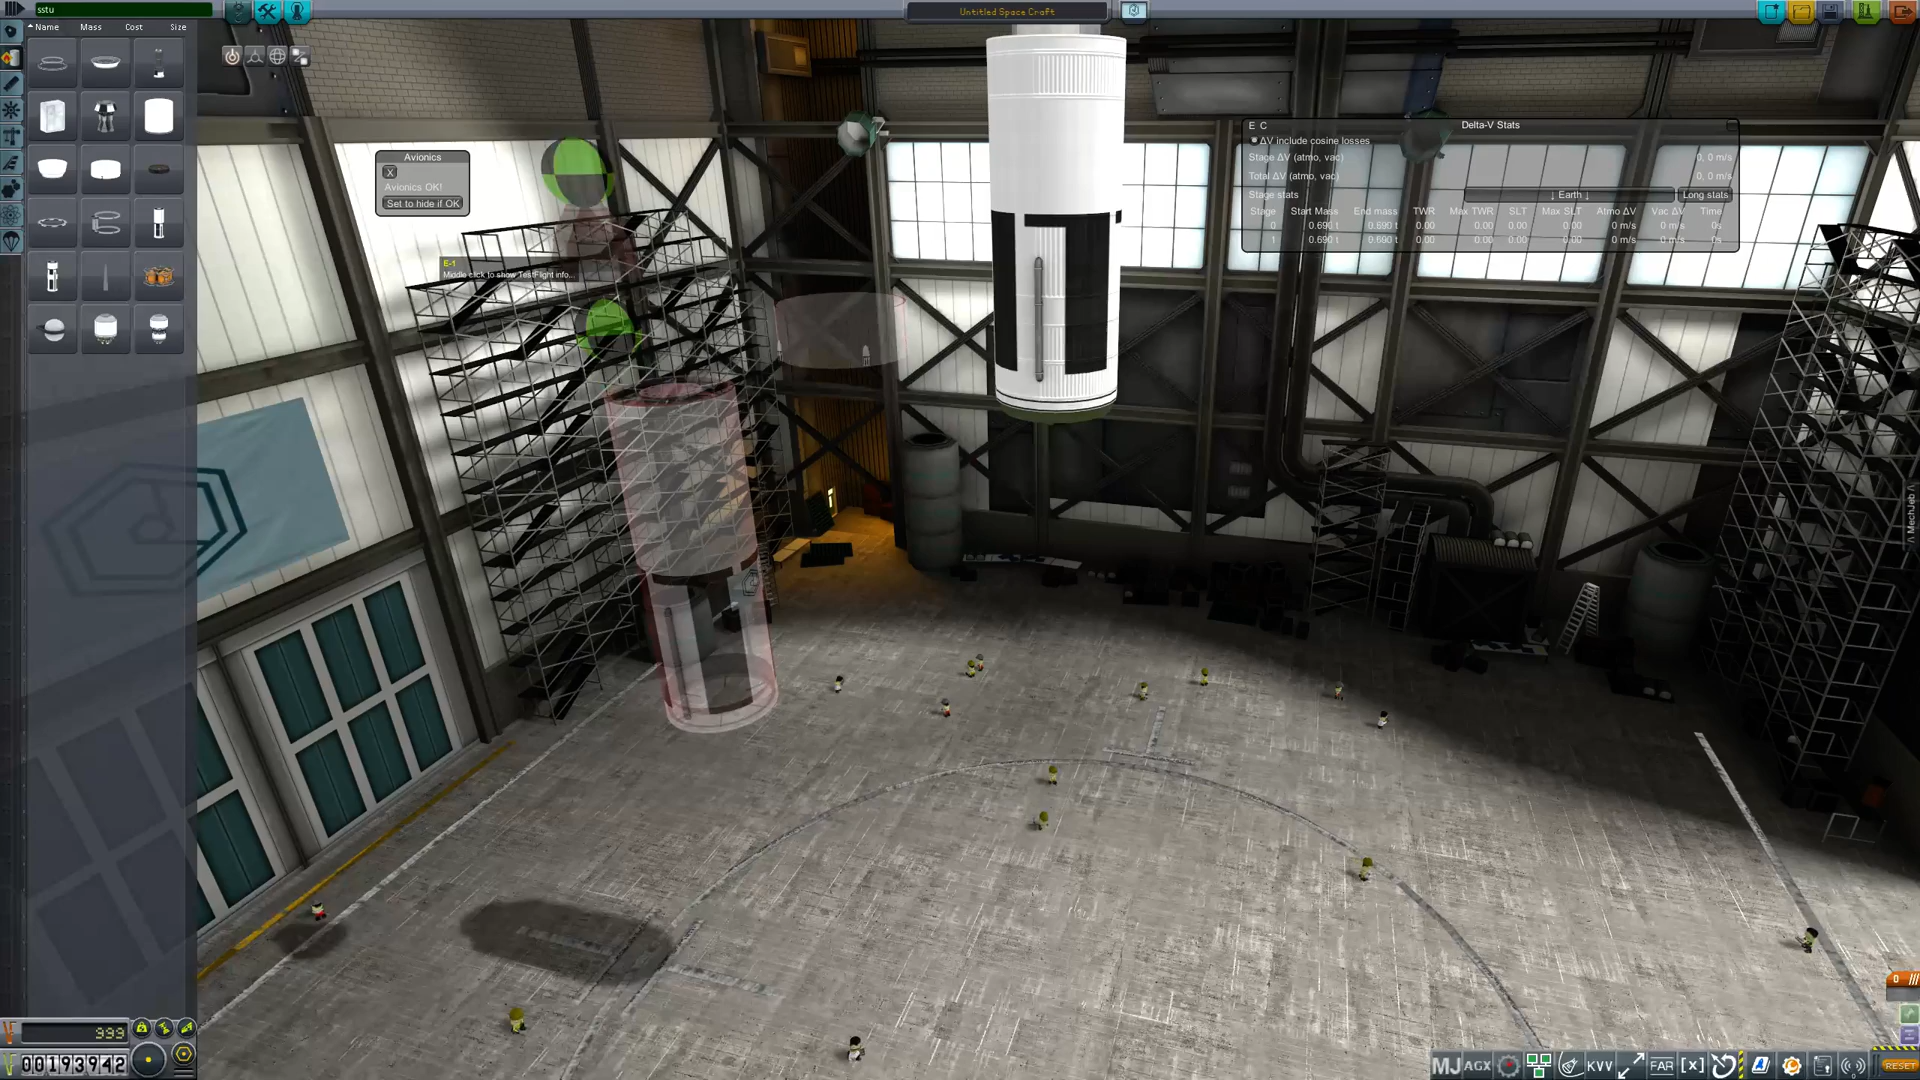 sstu
Untitled Space Craft
Name Mass Cost Size
E C Delta-V Stats
ΔV include cosine losses
Stage ΔV (atmo, vac) 0, 0 m/s
Total ΔV (atmo, vac) 0, 0 m/s
Stage stats ↓ Earth ↓ Long stats
Stage Start Mass End mass TWR Max TWR SLT Max SLT Atmo ΔV Vac ΔV Time
0 0.690 t 0.690 t 0.00 0.00 0.00 0.00 0 m/s 0 m/s 0s
1 0.690 t 0.690 t 0.00 0.00 0.00 0.00 0 m/s 0 m/s 0s
Avionics
X
Avionics OK!
Set to hide if OK
E-1
Middle click to show TestFlight info...
/\ MechJeb /\
0
999
00193942
MJ AGX KVV FAR [x] RESET